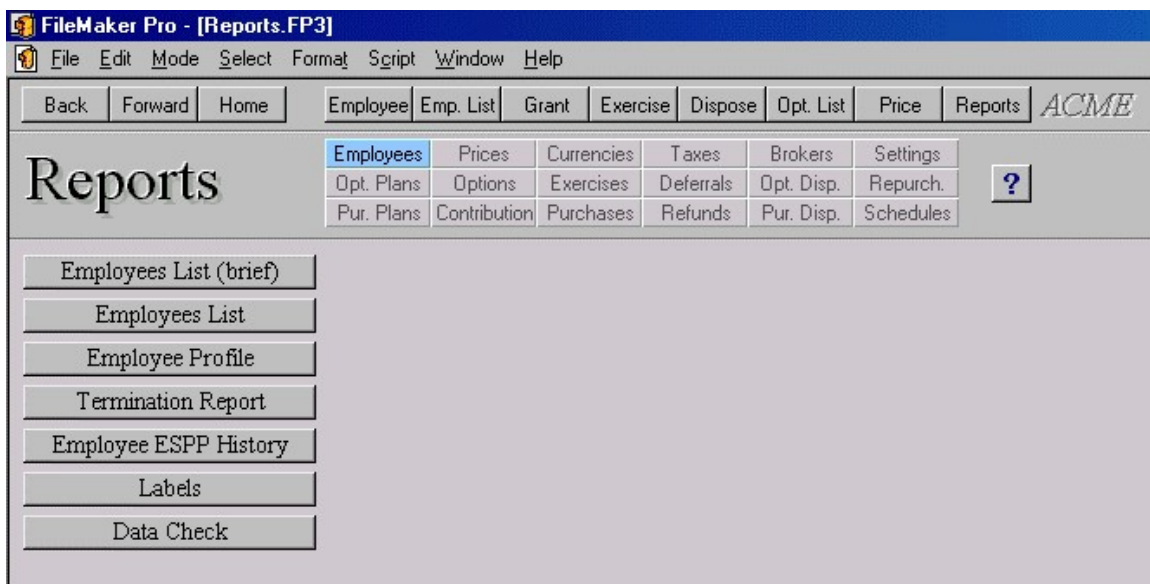 FileMaker Pro - [Reports.FP3]
File Edit Mode Select Format Script Window Help
Back Forward Home Employee Emp. List Grant Exercise Dispose Opt. List Price Reports ACME
Reports
Employees Prices Currencies Taxes Brokers Settings
Opt. Plans Options Exercises Deferrals Opt. Disp. Repurch.
Pur. Plans Contribution Purchases Refunds Pur. Disp. Schedules
?
Employees List (brief)
Employees List
Employee Profile
Termination Report
Employee ESPP History
Labels
Data Check